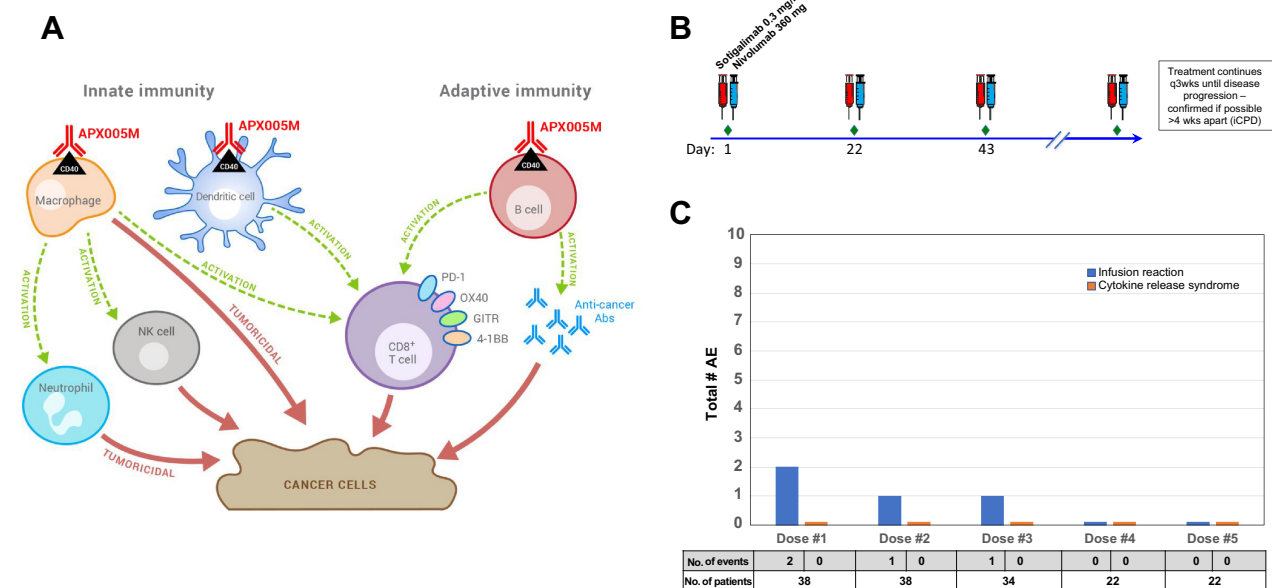 A
Innate immunity
Adaptive immunity
APX005M
APX005M
APX005M
CD40
CD40
CD40
Macrophage
Dendritic cell
B cell
ACTIVATION
ACTIVATION
ACTIVATION
ACTIVATION
ACTIVATION
ACTIVATION
TUMORICIDAL
PD-1
OX40
GITR
4-1BB
Anti-cancer
Abs
NK cell
CD8+
T cell
Neutrophil
TUMORICIDAL
CANCER CELLS
B
Sotigalimab 0.3
Nivolumab 360 mg
Day: 1 22 43
Treatment continues
q3wks until disease
progression –
confirmed if possible
>4 wks apart (iCPD)
C
Total # AE
10
9
8
7
6
5
4
3
2
1
0
Infusion reaction
Cytokine release syndrome
Dose #1 Dose #2 Dose #3 Dose #4 Dose #5
No. of events 2 0 1 0 1 0 0 0 0 0
No. of patients 38 38 34 22 22